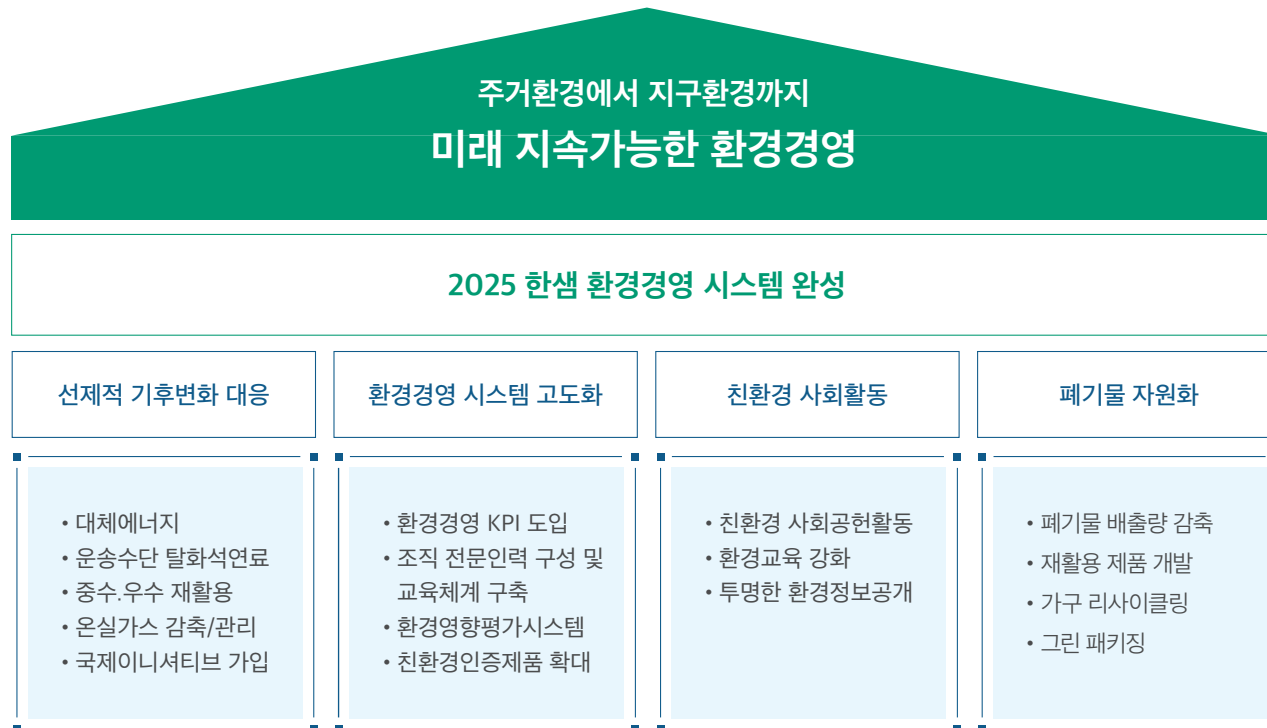 주거환경에서 지구환경까지
미래 지속가능한 환경경영
2025 한샘 환경경영 시스템 완성
선제적 기후변화 대응
• 대체에너지
• 운송수단 탈화석연료
• 중수.우수 재활용
• 온실가스 감축/관리
• 국제이니셔티브 가입
환경경영 시스템 고도화
• 환경경영 KPI 도입
• 조직 전문인력 구성 및
교육체계 구축
• 환경영향평가시스템
• 친환경인증제품 확대
친환경 사회활동
• 친환경 사회공헌활동
• 환경교육 강화
• 투명한 환경정보공개
폐기물 자원화
• 폐기물 배출량 감축
• 재활용 제품 개발
• 가구 리사이클링
• 그린 패키징